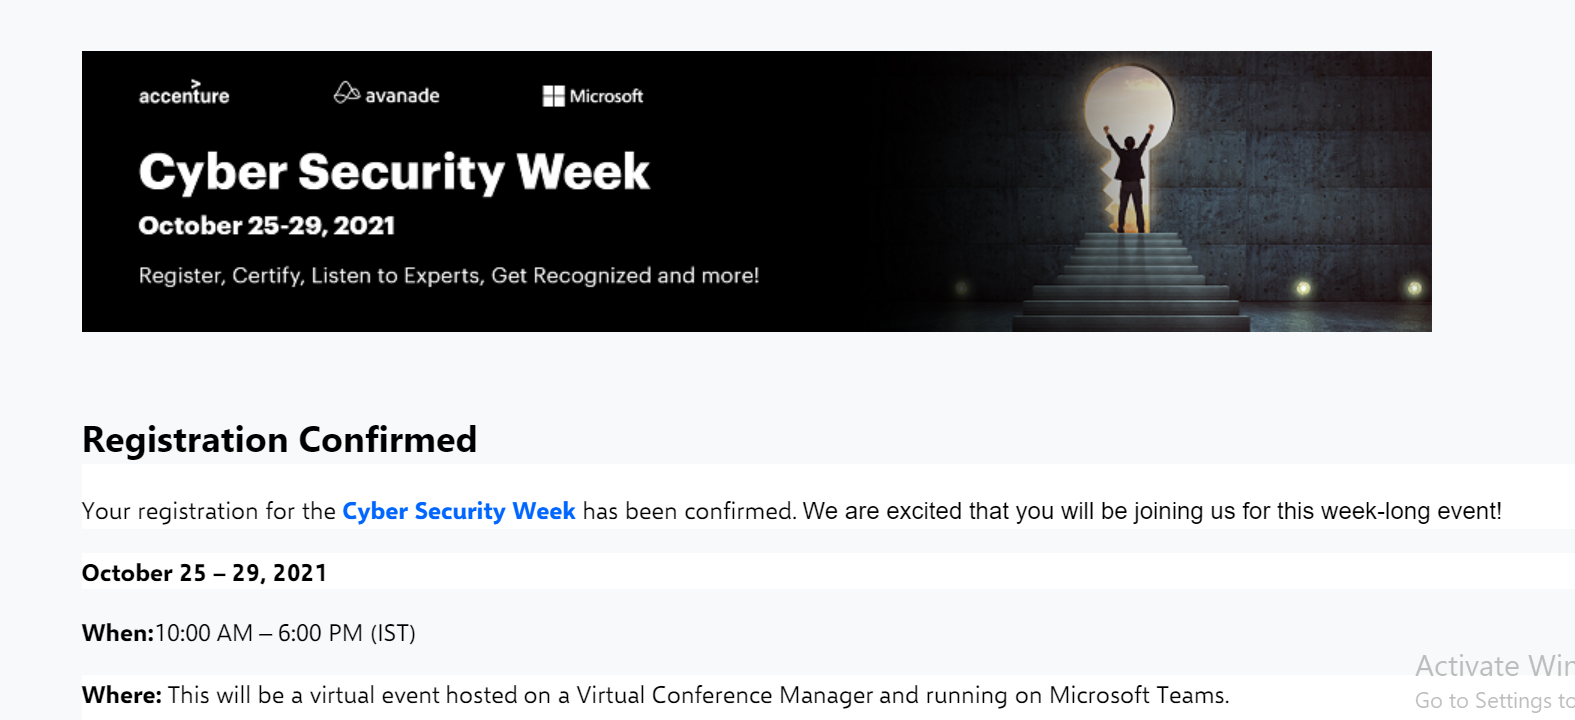 accenture avanade Microsoft
Cyber Security Week
October 25-29, 2021
Register, Certify, Listen to Experts, Get Recognized and more!
Registration Confirmed
Your registration for the Cyber Security Week has been confirmed. We are excited that you will be joining us for this week-long event!
October 25 – 29, 2021
When:10:00 AM – 6:00 PM (IST)
Where: This will be a virtual event hosted on a Virtual Conference Manager and running on Microsoft Teams.
Activate Win
Go to Settings to